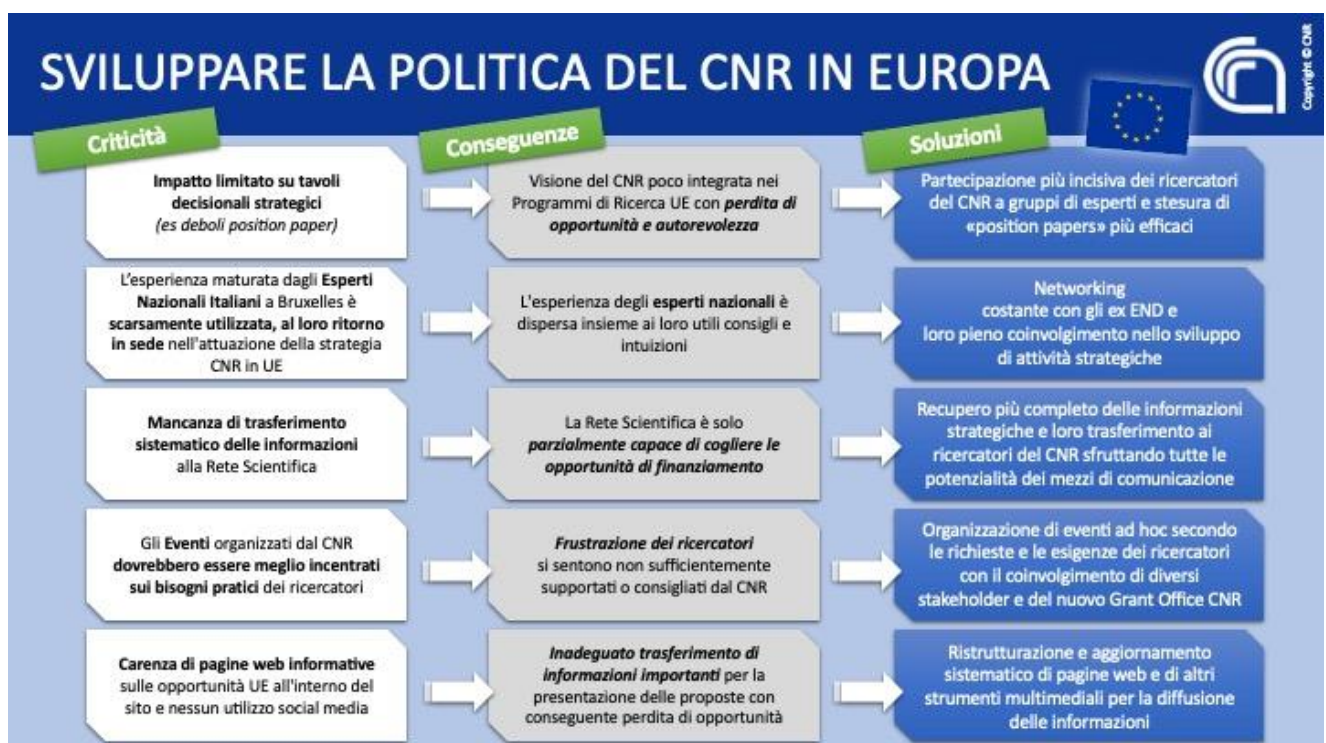 SVILUPPARE LA POLITICA DEL CNR IN EUROPA
Copyright © CNR
Criticità
Conseguenze
Soluzioni
Impatto limitato su tavoli
decisionali strategici
(es deboli position paper)
Visione del CNR poco integrata nei
Programmi di Ricerca UE con perdita di
opportunità e autorevolezza
Partecipazione più incisiva dei ricercatori
del CNR a gruppi di esperti e stesura di
«position papers» più efficaci
L'esperienza maturata dagli Esperti
Nazionali Italiani a Bruxelles è
scarsamente utilizzata, al loro ritorno
in sede nell'attuazione della strategia
CNR in UE
L'esperienza degli esperti nazionali è
dispersa insieme ai loro utili consigli e
intuizioni
Networking
costante con gli ex END e
loro pieno coinvolgimento nello sviluppo
di attività strategiche
Mancanza di trasferimento
sistematico delle informazioni
alla Rete Scientifica
La Rete Scientifica è solo
parzialmente capace di cogliere le
opportunità di finanziamento
Recupero più completo delle informazioni
strategiche e loro trasferimento ai
ricercatori del CNR sfruttando tutte le
potenzialità dei mezzi di comunicazione
Gli Eventi organizzati dal CNR
dovrebbero essere meglio incentrati
sui bisogni pratici dei ricercatori
Frustrazione dei ricercatori
si sentono non sufficientemente
supportati o consigliati dal CNR
Organizzazione di eventi ad hoc secondo
le richieste e le esigenze dei ricercatori
con il coinvolgimento di diversi
stakeholder e del nuovo Grant Office CNR
Carenza di pagine web informative
sulle opportunità UE all'interno del
sito e nessun utilizzo social media
Inadeguato trasferimento di
informazioni importanti per la
presentazione delle proposte con
conseguente perdita di opportunità
Ristrutturazione e aggiornamento
sistematico di pagine web e di altri
strumenti multimediali per la diffusione
delle informazioni